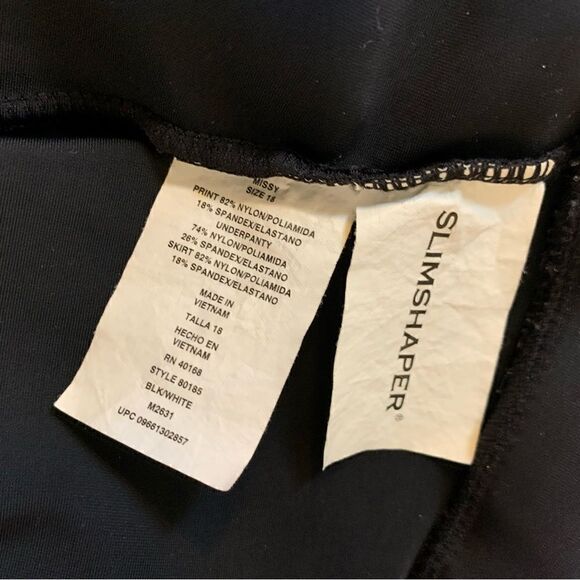 MISSY
SIZE 18
PRINT 82% NYLON/POLIAMIDA
18% SPANDEX/ELASTANO
UNDERPANTY
74% NYLON/POLIAMIDA
26% SPANDEX/ELASTANO
SKIRT 82% NYLON/POLIAMIDA
18% SPANDEX/ELASTANO
MADE IN
VIETNAM
TALLA 18
HECHO EN
VIETNAM
RN 40168
STYLE 80185
BLK/WHITE
M2631
UPC 09661302857
SLIMSHAPER®